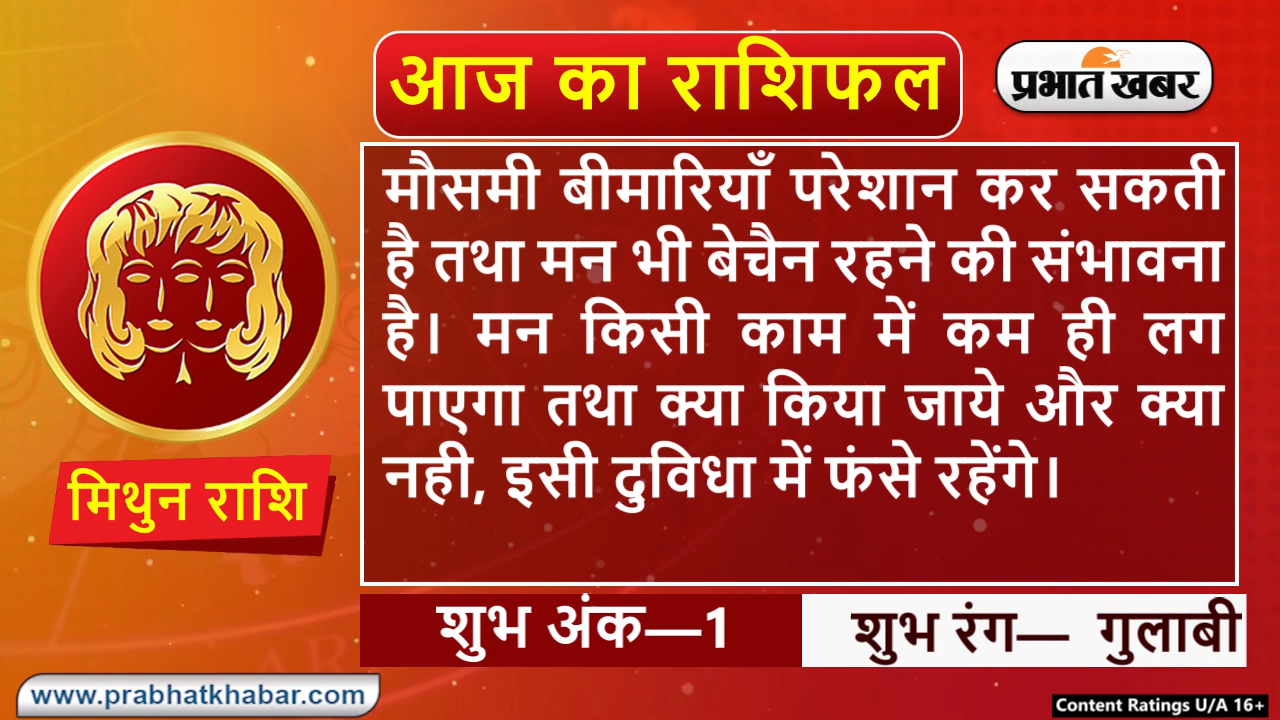 आज का राशिफल
प्रभात खबर
मौसमी बीमारियाँ परेशान कर सकती
है तथा मन भी बेचैन रहने की संभावना
है। मन किसी काम में कम ही लग
पाएगा तथा क्या किया जाये और क्या
नही, इसी दुविधा में फंसे रहेंगे।
मिथुन राशि
शुभ अंक—1
शुभ रंग— गुलाबी
www.prabhatkhabar.com
Content Ratings U/A 16+